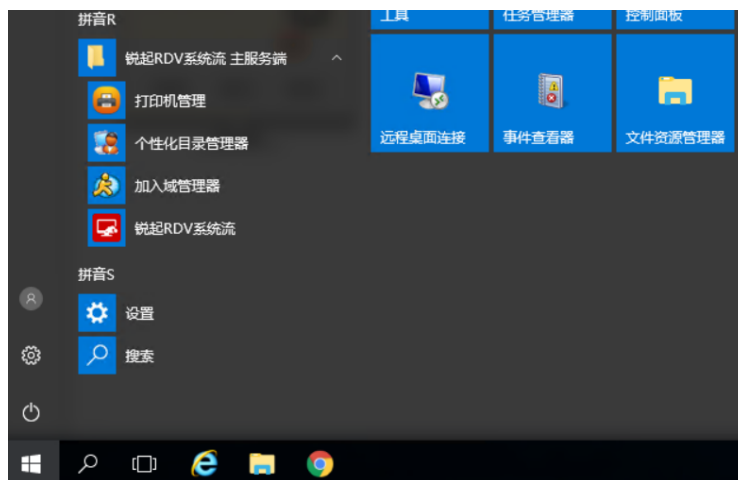 拼音R
锐起RDV系统流 主服务端
打印机管理
个性化目录管理器
加入域管理器
锐起RDV系统流
拼音S
设置
搜索
工具
任务管理器
控制面板
远程桌面连接
事件查看器
文件资源管理器